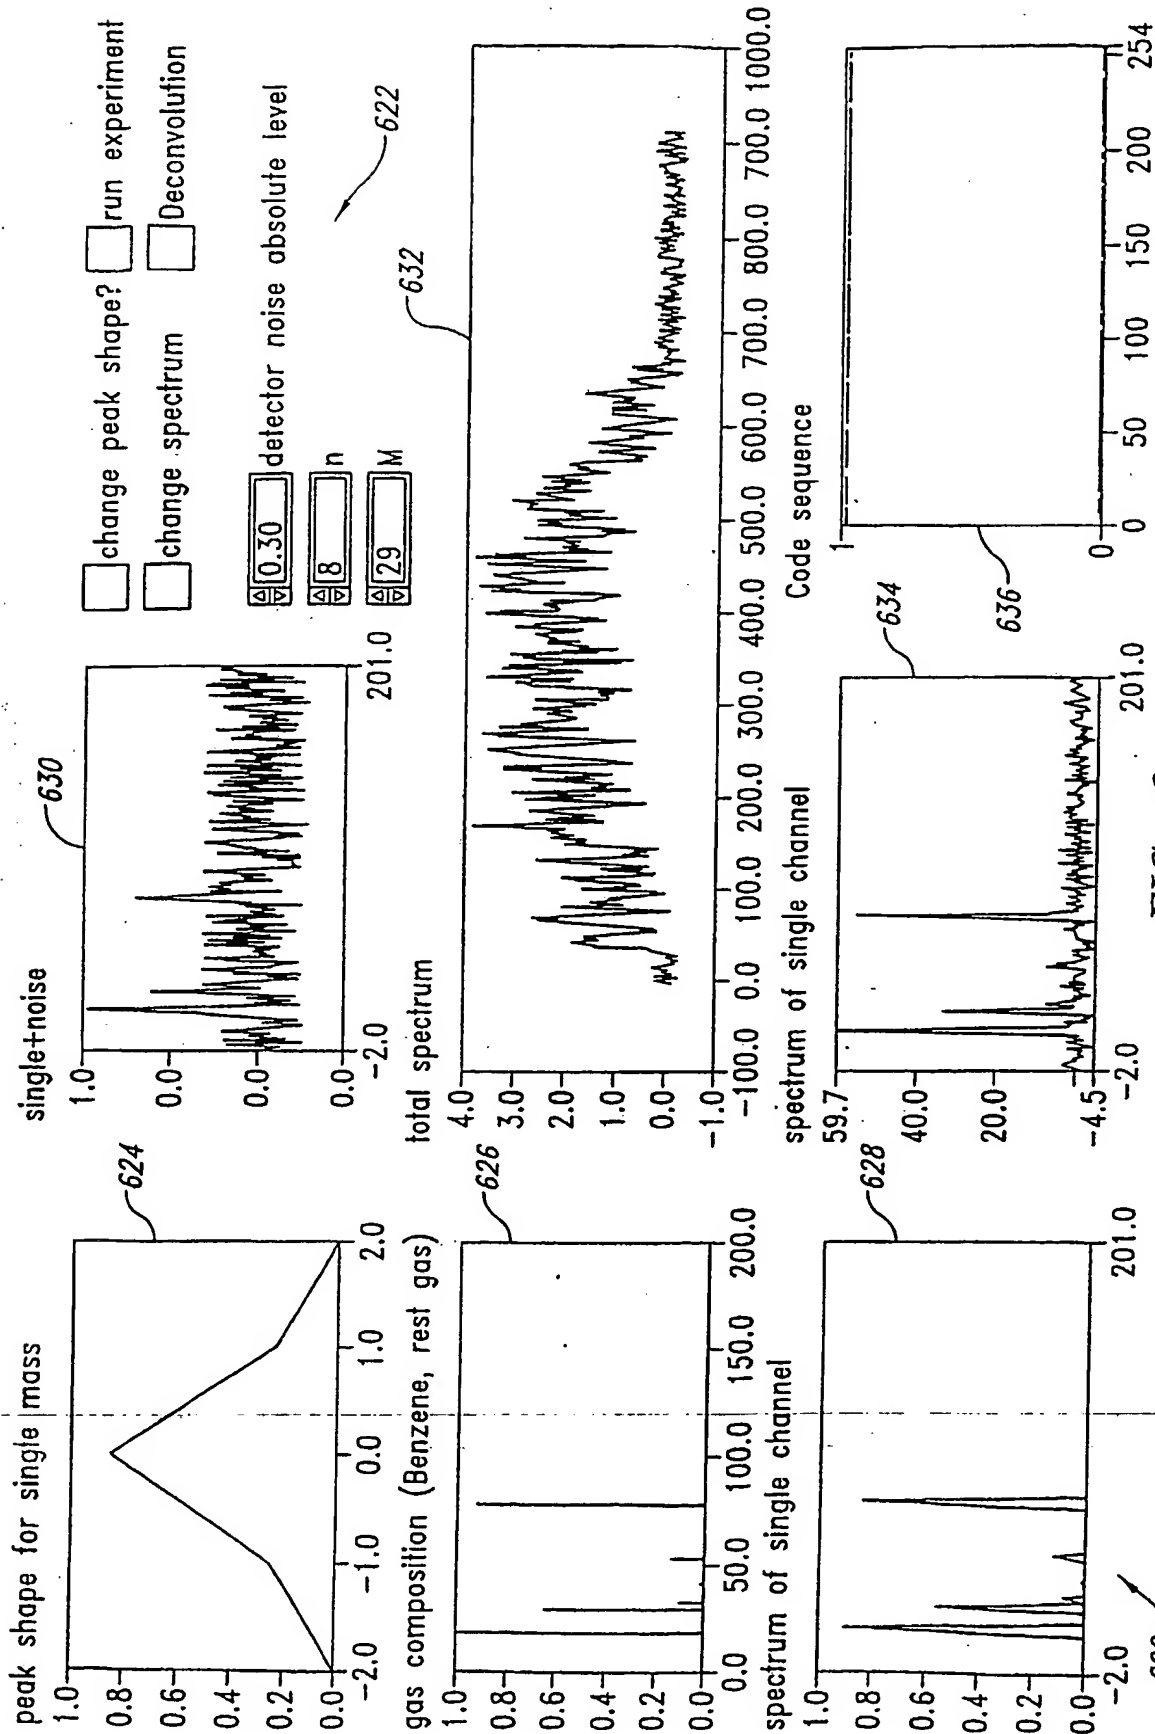 peak shape for single mass
1.0
0.8
0.6
0.4
0.2
0.0
-2.0 -1.0 0.0 1.0 2.0
624
single+noise
1.0
0.0
0.0
0.0
-2.0 201.0
630
change peak shape?
run experiment
change spectrum
Deconvolution
0.30 detector noise absolute level
8 n
29 M
622
gas composition (Benzene, rest gas)
1.0
0.8
0.6
0.4
0.2
0.0
0.0 50.0 100.0 150.0 200.0
626
total spectrum
4.0
3.0
2.0
1.0
0.0
-1.0
-100.0 0.0 100.0 200.0 300.0 400.0 500.0 600.0 700.0 800.0 700.0 1000.0
632
spectrum of single channel
1.0
0.8
0.6
0.4
0.2
0.0
-2.0 201.0
628
spectrum of single channel
59.7
40.0
20.0
-4.5
-2.0 201.0
634
Code sequence
1
0
0 50 100 150 200 254
636